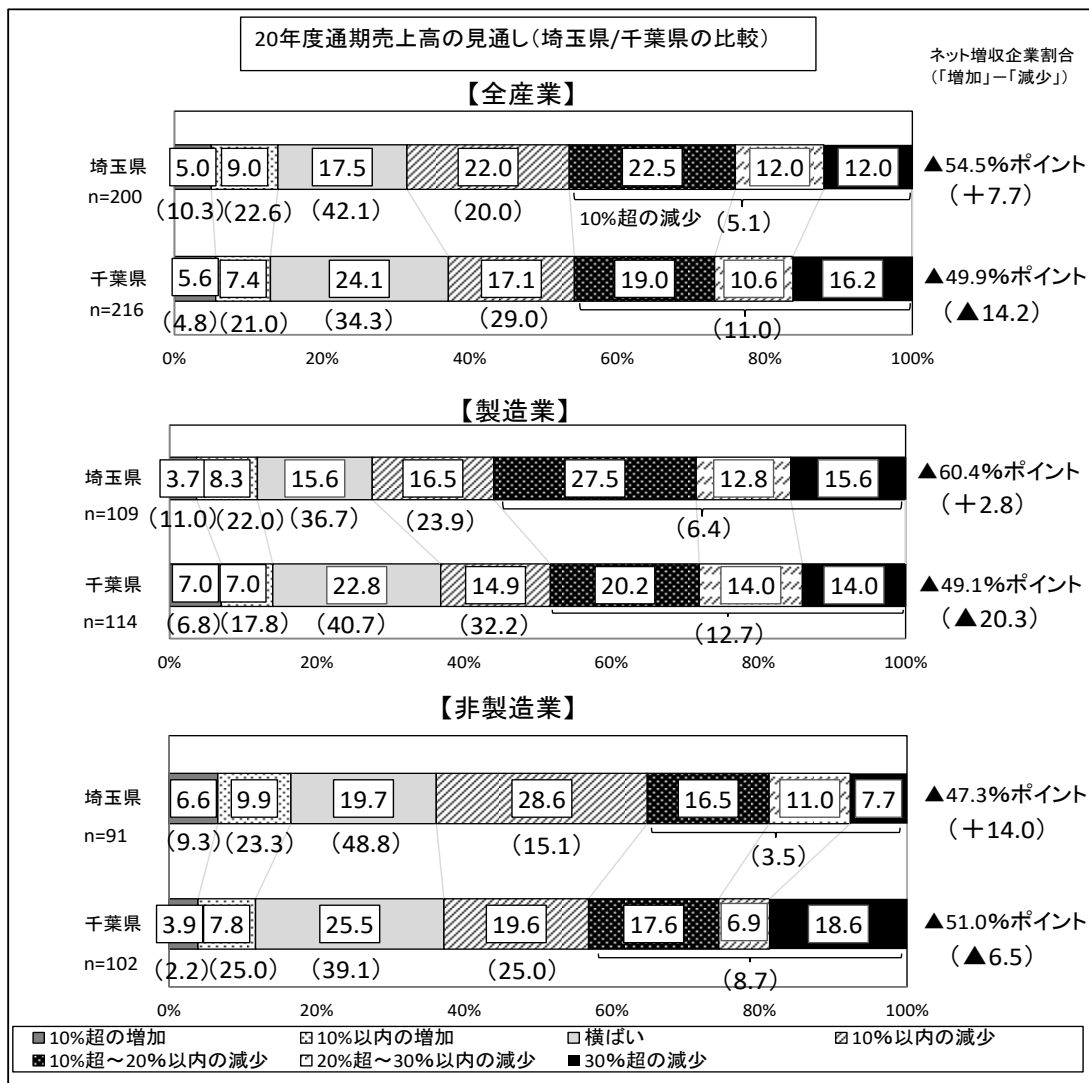 20年度通期売上高の見通し（埼玉県/千葉県の比較）
ネット増収企業割合
（「増加」－「減少」）
【全産業】
埼玉県 5.0 9.0 17.5 22.0 22.5 12.0 12.0 ▲54.5%ポイント
n=200 （10.3）（22.6） （42.1） （20.0） 10%超の減少 （5.1） （＋7.7）
千葉県 5.6 7.4 24.1 17.1 19.0 10.6 16.2 ▲49.9%ポイント
n=216 （4.8）（21.0） （34.3） （29.0） （11.0） （▲14.2）
0% 20% 40% 60% 80% 100%
【製造業】
埼玉県 3.7 8.3 15.6 16.5 27.5 12.8 15.6 ▲60.4%ポイント
n=109 （11.0）（22.0） （36.7） （23.9） （6.4） （＋2.8）
千葉県 7.0 7.0 22.8 14.9 20.2 14.0 14.0 ▲49.1%ポイント
n=114 （6.8）（17.8） （40.7） （32.2） （12.7） （▲20.3）
0% 20% 40% 60% 80% 100%
【非製造業】
埼玉県 6.6 9.9 19.7 28.6 16.5 11.0 7.7 ▲47.3%ポイント
n=91 （9.3）（23.3） （48.8） （15.1） （3.5） （＋14.0）
千葉県 3.9 7.8 25.5 19.6 17.6 6.9 18.6 ▲51.0%ポイント
n=102 （2.2）（25.0） （39.1） （25.0） （8.7） （▲6.5）
0% 20% 40% 60% 80% 100%
10%超の増加 10%以内の増加 横ばい 10%以内の減少
10%超～20%以内の減少 20%超～30%以内の減少 30%超の減少